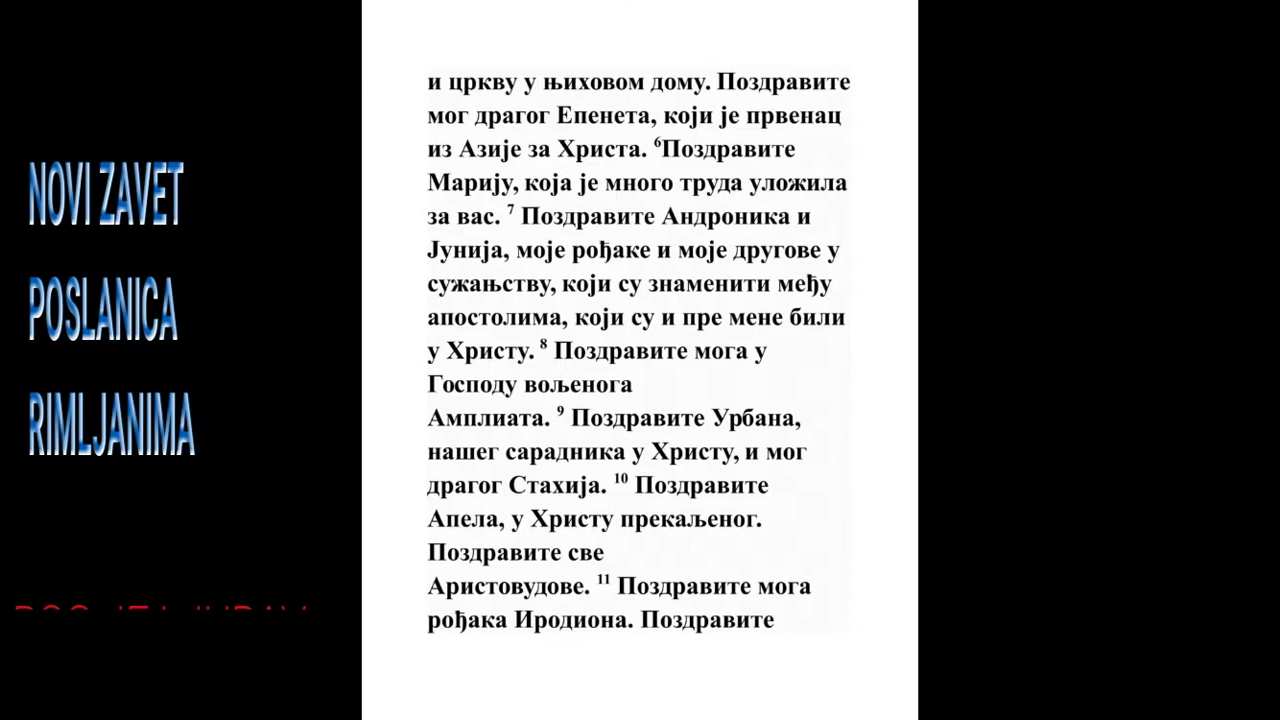 NOVI ZAVET
POSLANICA
RIMLJANIMA
и цркву у њиховом дому. Поздравите
мог драгог Епенета, који је првенац
из Азије за Христа. ⁶Поздравите
Марију, која је много труда уложила
за вас. ⁷ Поздравите Андроника и
Јунија, моје рођаке и моје другове у
сужањству, који су знаменити међу
апостолима, који су и пре мене били
у Христу. ⁸ Поздравите мога у
Господу вољенога
Амплиата. ⁹ Поздравите Урбана,
нашег сарадника у Христу, и мог
драгог Стахија. ¹⁰ Поздравите
Апела, у Христу прекаљеног.
Поздравите све
Аристовудове. ¹¹ Поздравите мога
рођака Иродиона. Поздравите